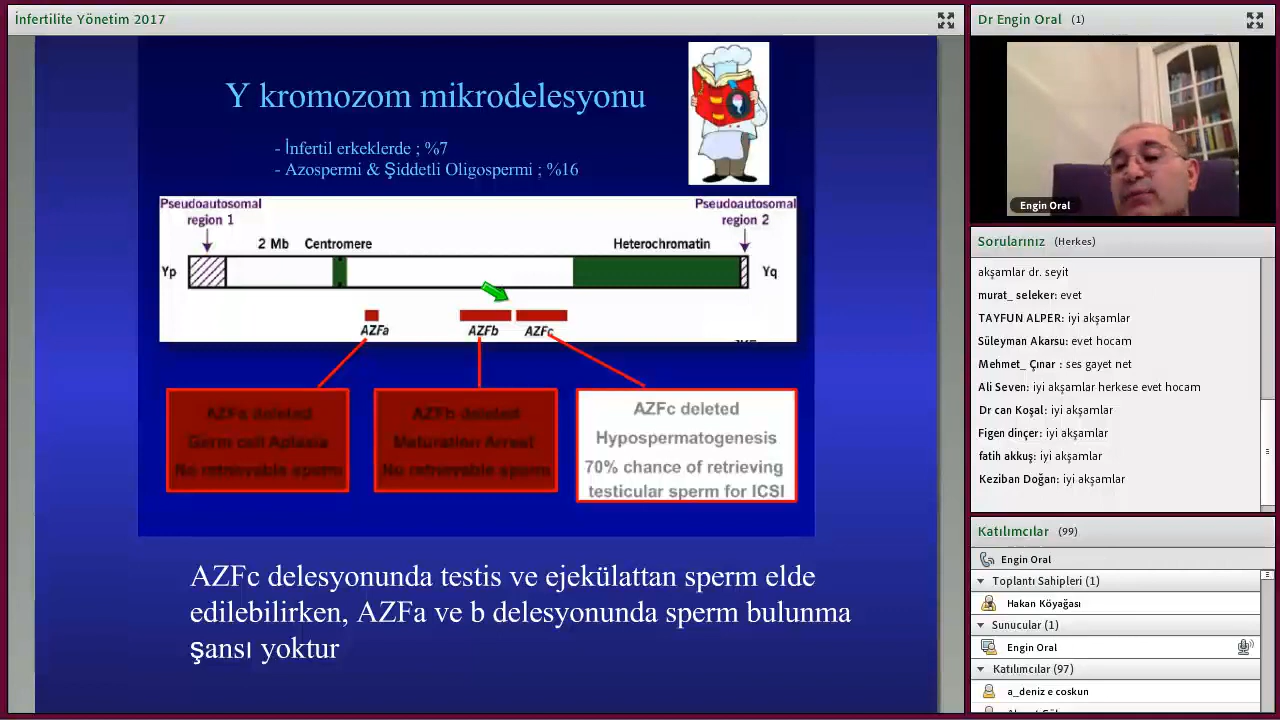 İnfertilite Yönetim 2017
Y kromozom mikrodelesyonu
- İnfertil erkeklerde ; %7
- Azospermi & Şiddetli Oligospermi ; %16
Pseudoautosomal
region 1
Pseudoautosomal
region 2
2 Mb
Centromere
Heterochromatin
Yp
Yq
AZFa
AZFb
AZFc
AZFa deleted
Germ cell Aplasia
No retrievable sperm
AZFb deleted
Maturation Arrest
No retrievable sperm
AZFc deleted
Hypospermatogenesis
70% chance of retrieving
testicular sperm for ICSI
AZFc delesyonunda testis ve ejekülattan sperm elde
edilebilirken, AZFa ve b delesyonunda sperm bulunma
şansı yoktur
Dr Engin Oral (1)
Engin Oral
Sorularınız (Herkes)
akşamlar dr. seyit
murat_ seleker: evet
TAYFUN ALPER: iyi akşamlar
Süleyman Akarsu: evet hocam
Mehmet_ Çınar : ses gayet net
Ali Seven: iyi akşamlar herkese evet hocam
Dr can Koşal: iyi akşamlar
Figen dinçer: iyi akşamlar
fatih akkuş: iyi akşamlar
Keziban Doğan: iyi akşamlar
Katılımcılar (99)
Engin Oral
Toplantı Sahipleri (1)
Hakan Köyağası
Sunucular (1)
Engin Oral
Katılımcılar (97)
a_deniz e coskun